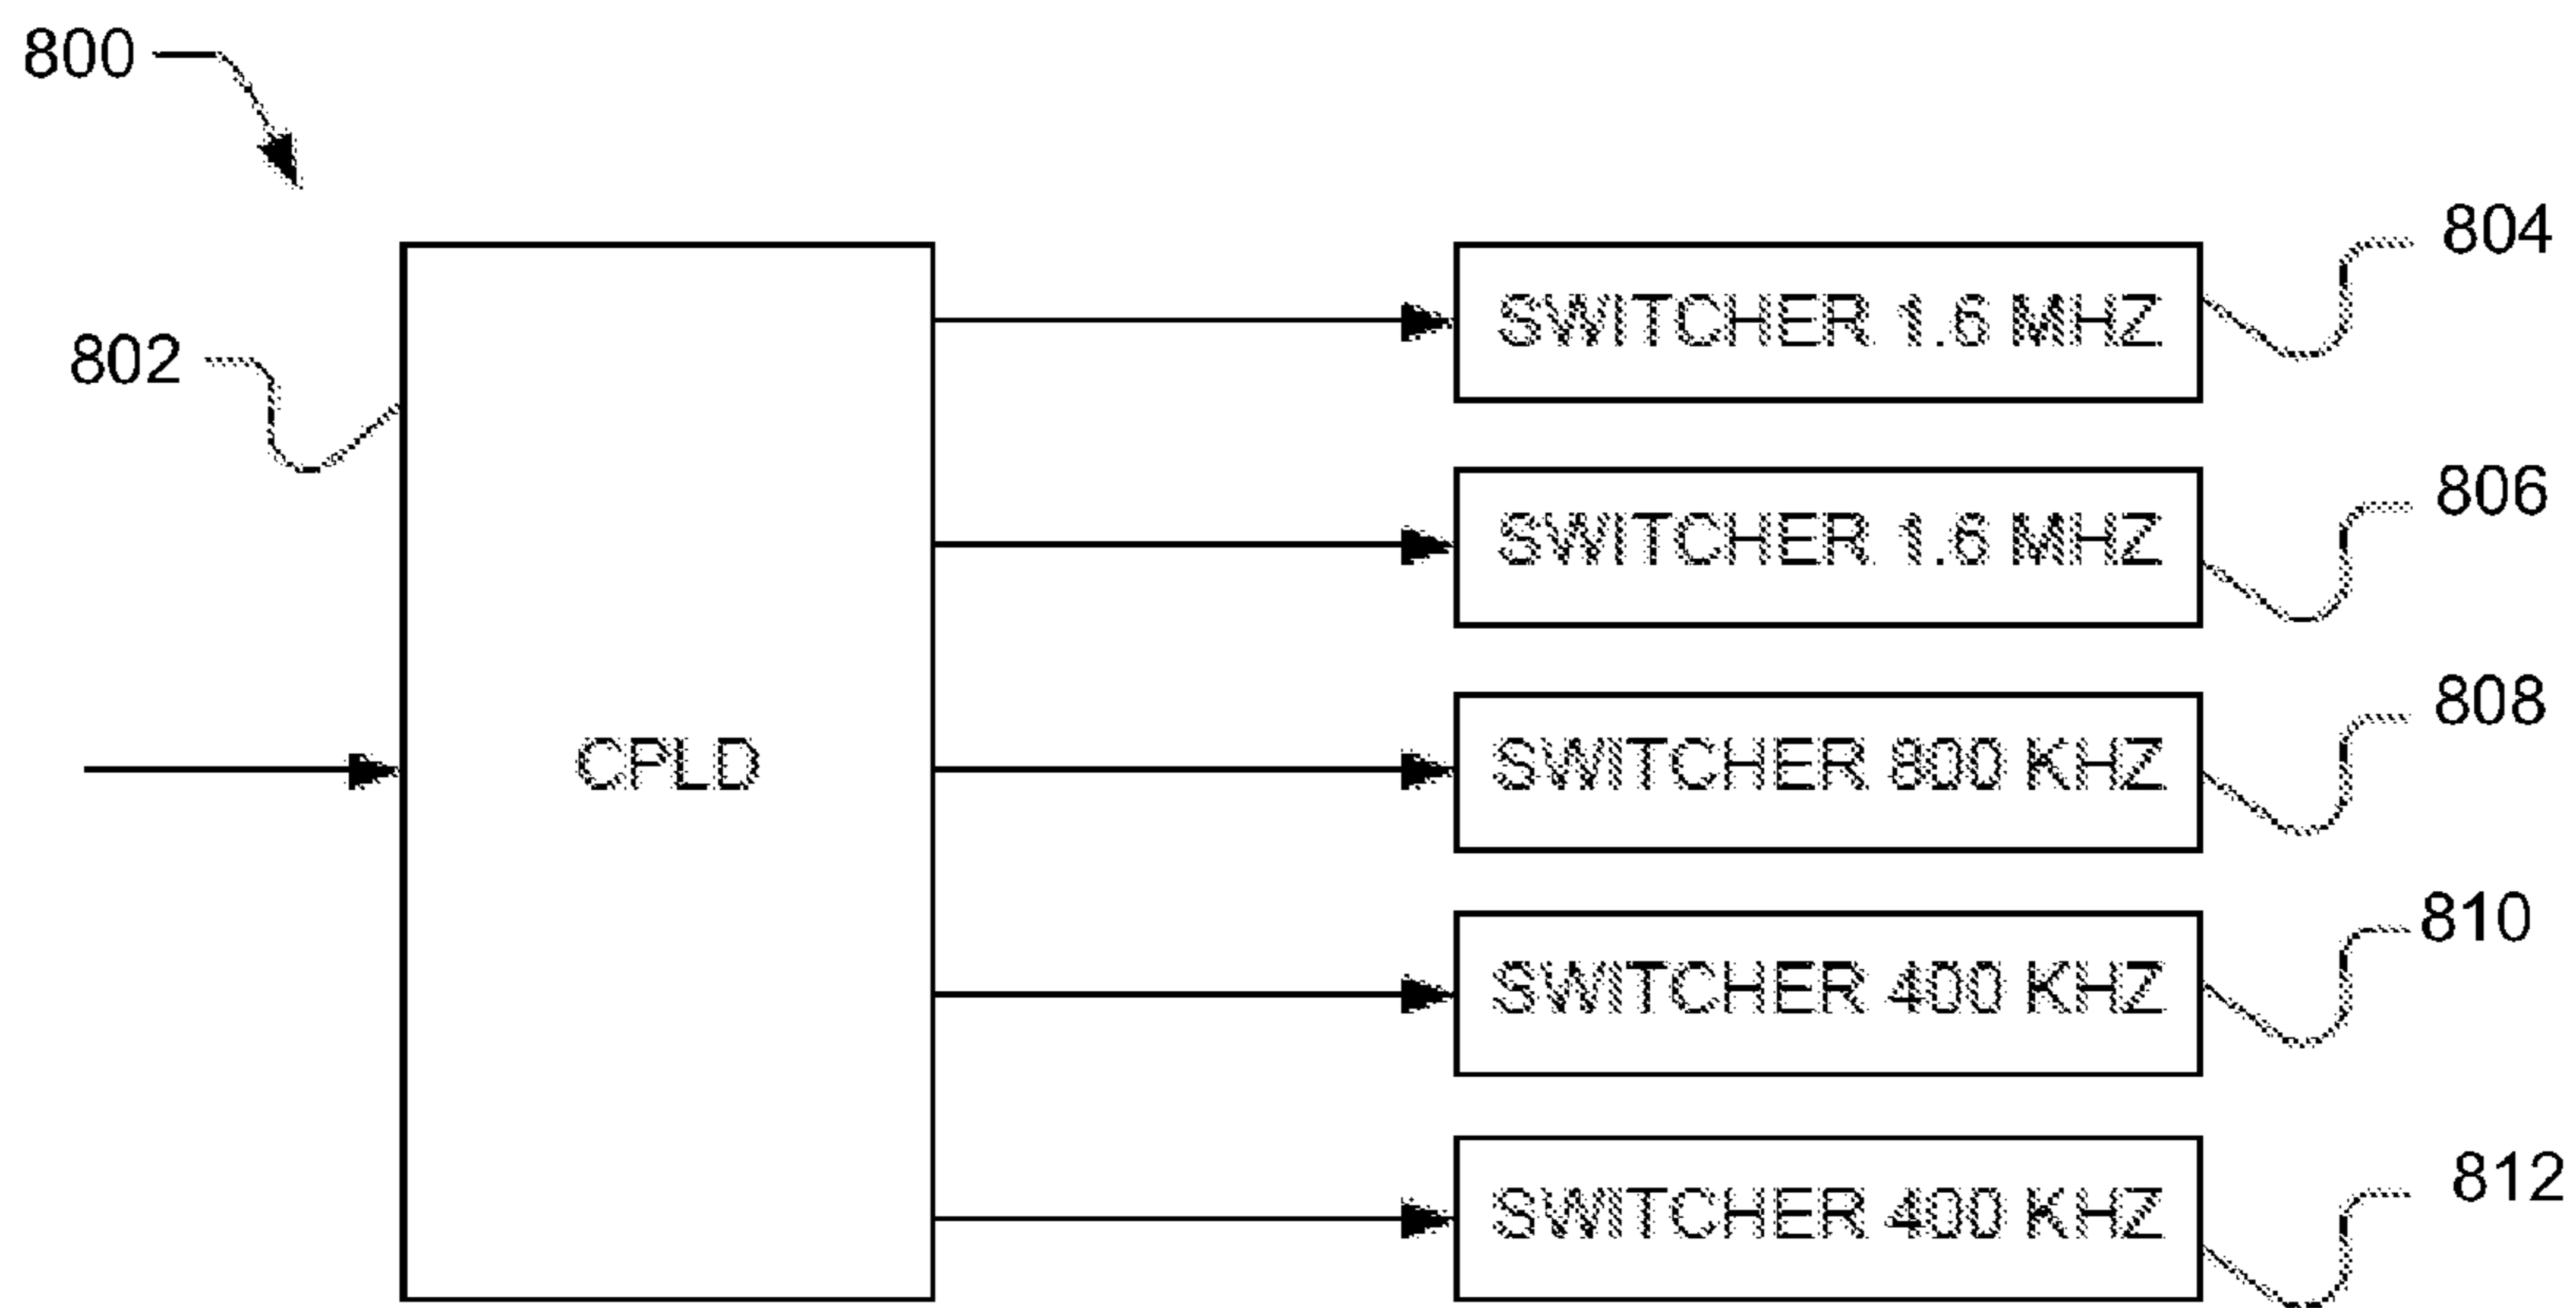 800
804
SWITCHER 1.6 MHZ
802
806
SWITCHER 1.6 MHZ
808
CPLD
SWITCHER 800 KHZ
810
SWITCHER 400 KHZ
812
SWITCHER 400 KHZ